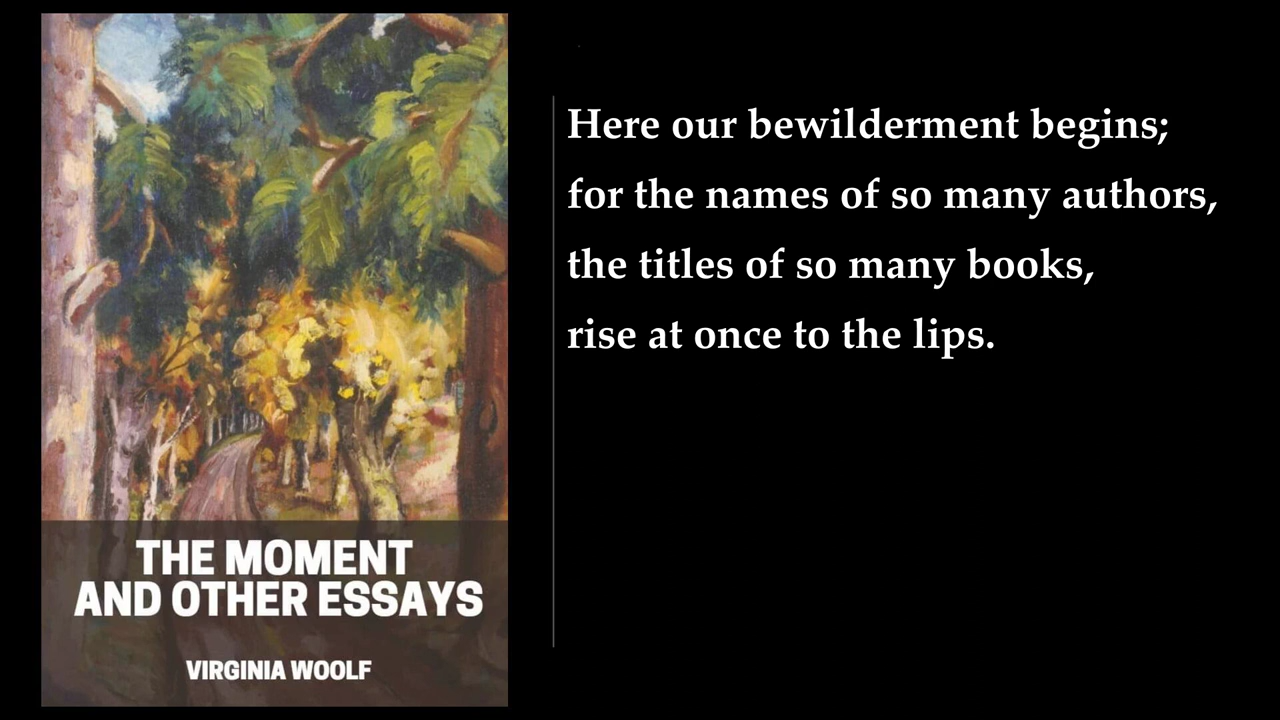 THE MOMENT
AND OTHER ESSAYS
VIRGINIA WOOLF
Here our bewilderment begins;
for the names of so many authors,
the titles of so many books,
rise at once to the lips.